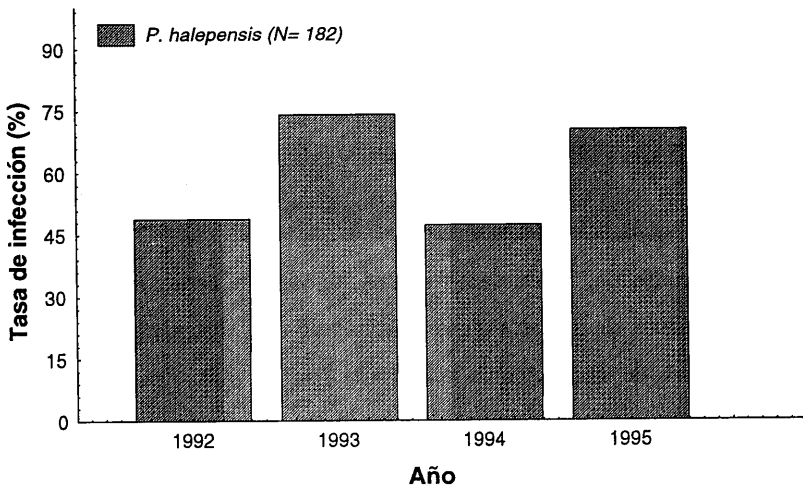 P. halepensis (N= 182)
90
75
60
45
30
15
0
Tasa de infección (%)
1992 1993 1994 1995
Año